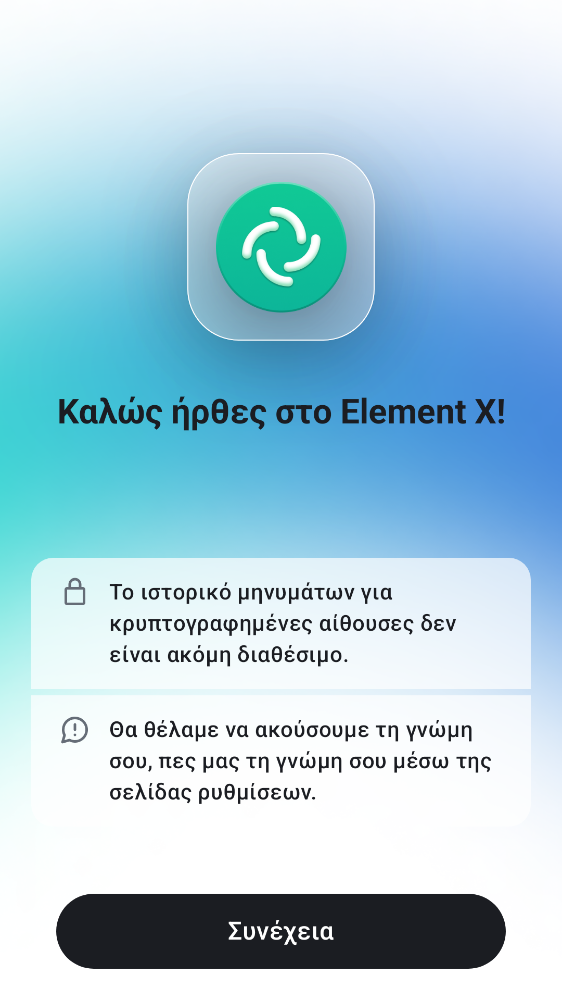 Καλώς ήρθες στο Element X!
Το ιστορικό μηνυμάτων για
κρυπτογραφημένες αίθουσες δεν
είναι ακόμη διαθέσιμο.
Θα θέλαμε να ακούσουμε τη γνώμη
σου, πες μας τη γνώμη σου μέσω της
σελίδας ρυθμίσεων.
Συνέχεια